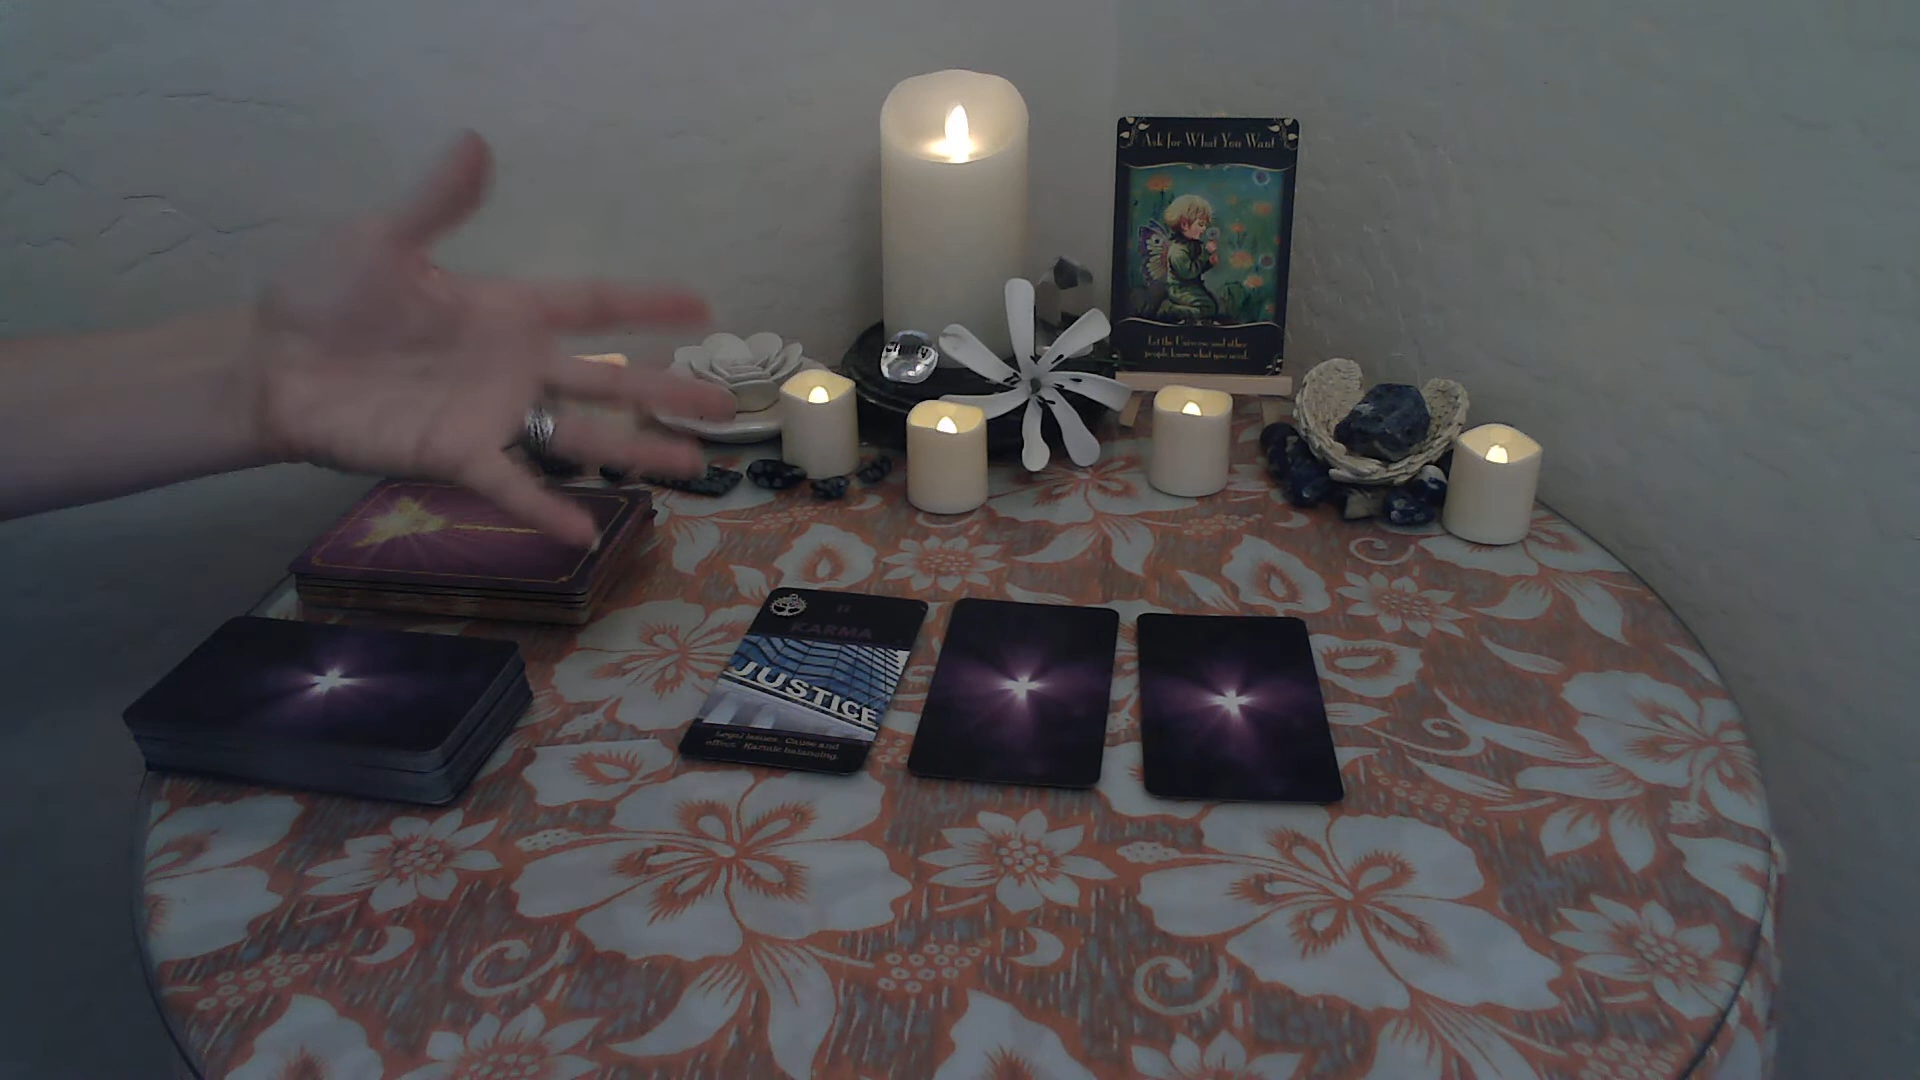 Ask for What You Want
Let the Universe and other
people know what you need.
Clarity
KARMA
JUSTICE
Legal issues. Cause and
effect. Karmic balancing.